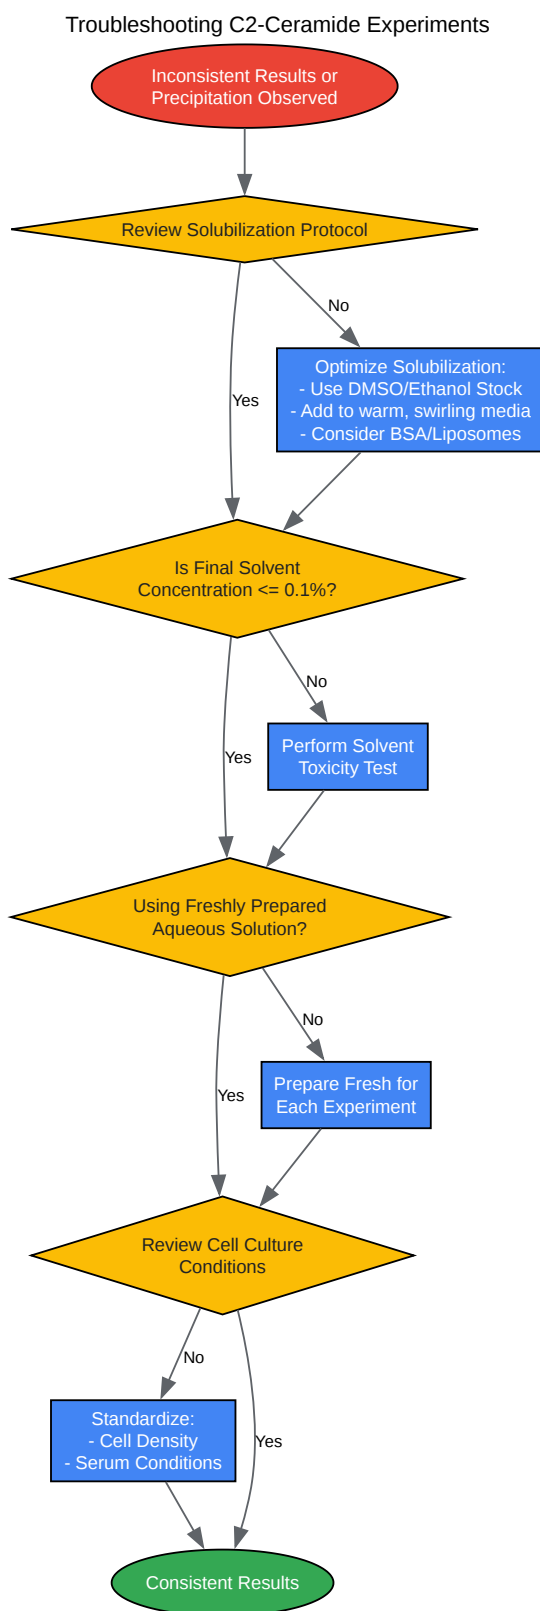 Troubleshooting C2-Ceramide Experiments
Inconsistent Results or
Precipitation Observed
Review Solubilization Protocol
No
Optimize Solubilization:
- Use DMSO/Ethanol Stock
- Add to warm, swirling media
- Consider BSA/Liposomes
Yes
Is Final Solvent
Concentration <= 0.1%?
No
Perform Solvent
Toxicity Test
Yes
Using Freshly Prepared
Aqueous Solution?
No
Prepare Fresh for
Each Experiment
Yes
Review Cell Culture
Conditions
No
Standardize:
- Cell Density
- Serum Conditions
Yes
Consistent Results